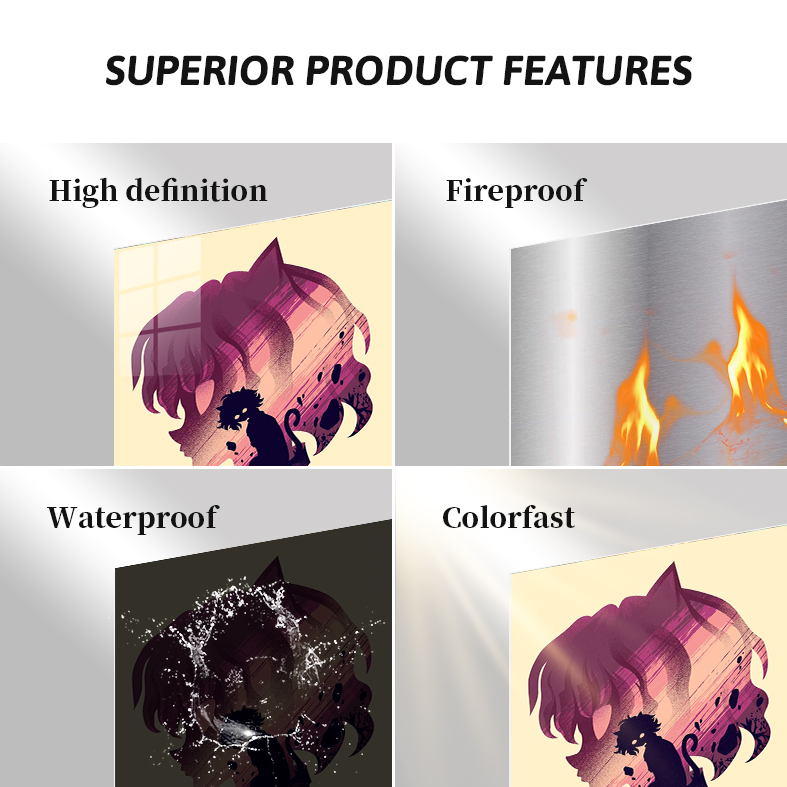 SUPERIOR PRODUCT FEATURES
High definition
Fireproof
Waterproof
Colorfast